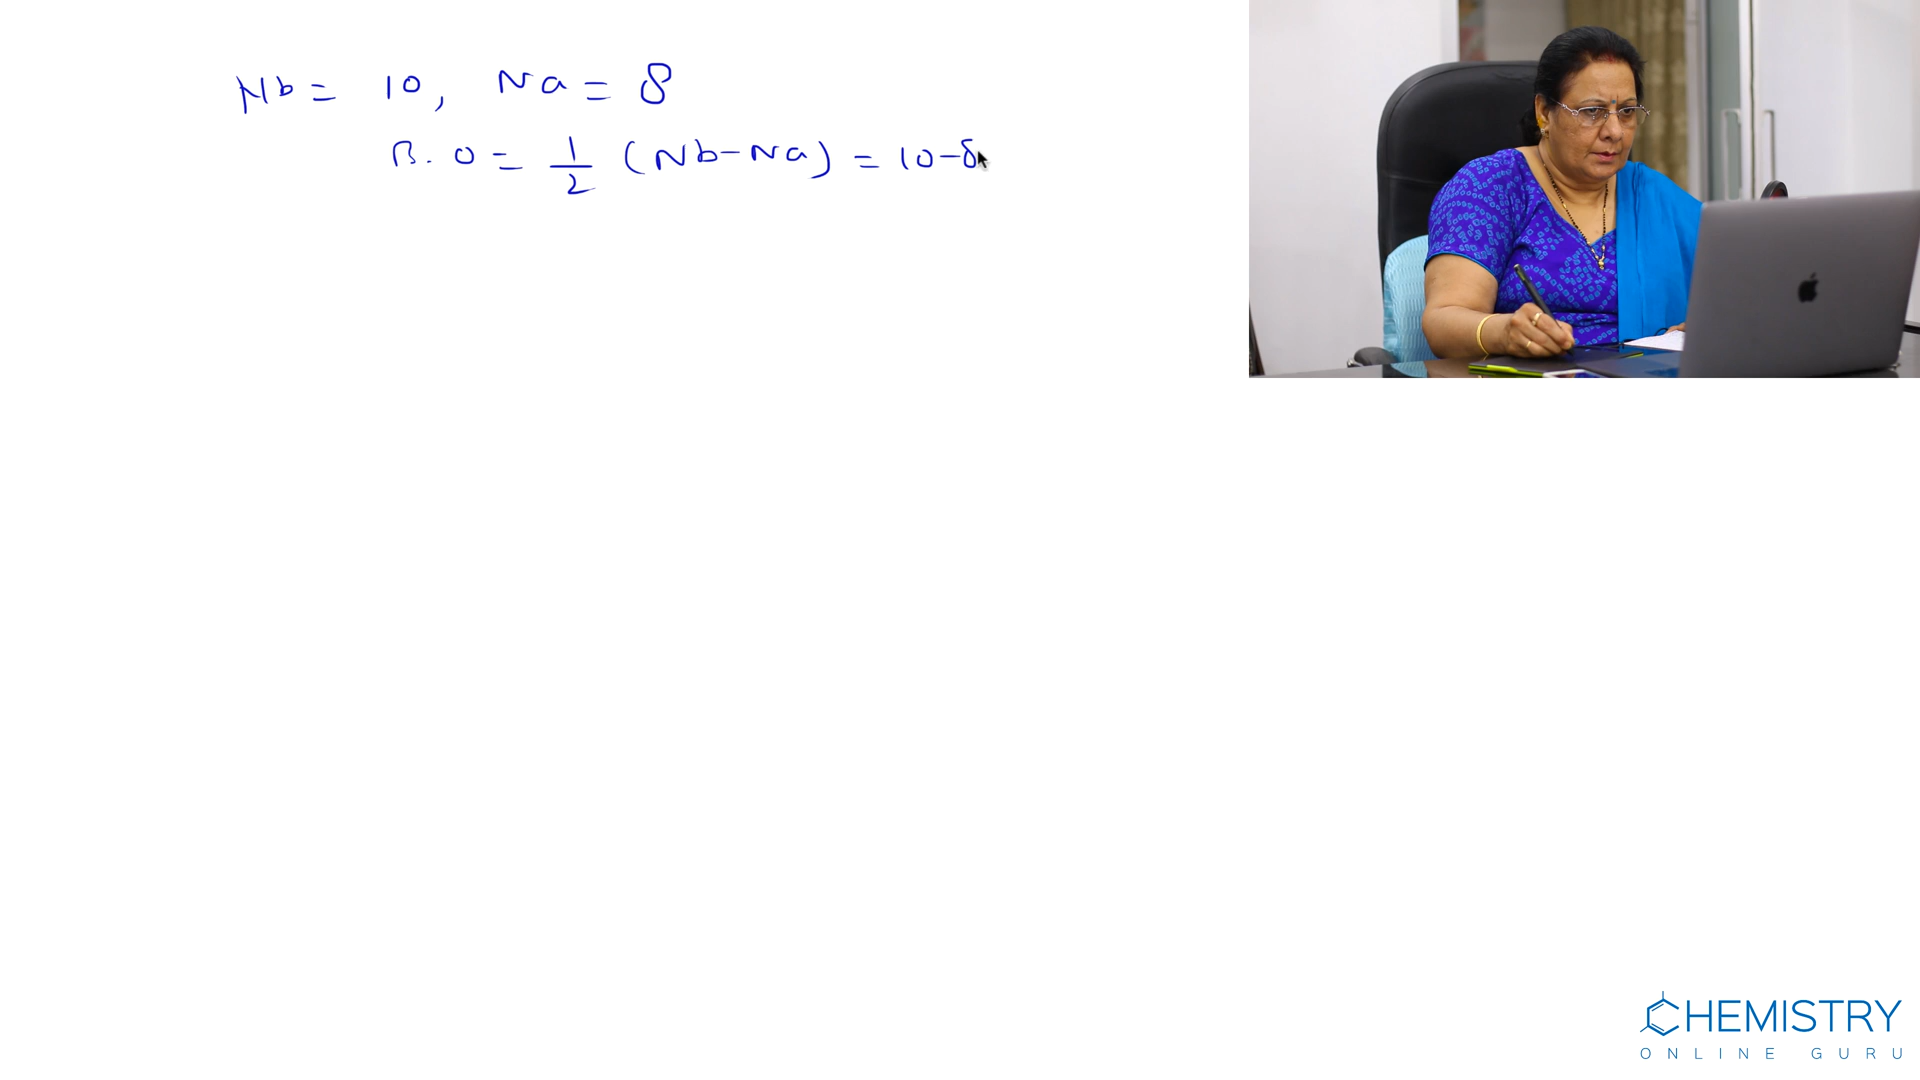 Nb = 10, Na = 8
B.O = 1/2 (Nb-Na) = 10-8
CHEMISTRY
ONLINE GURU